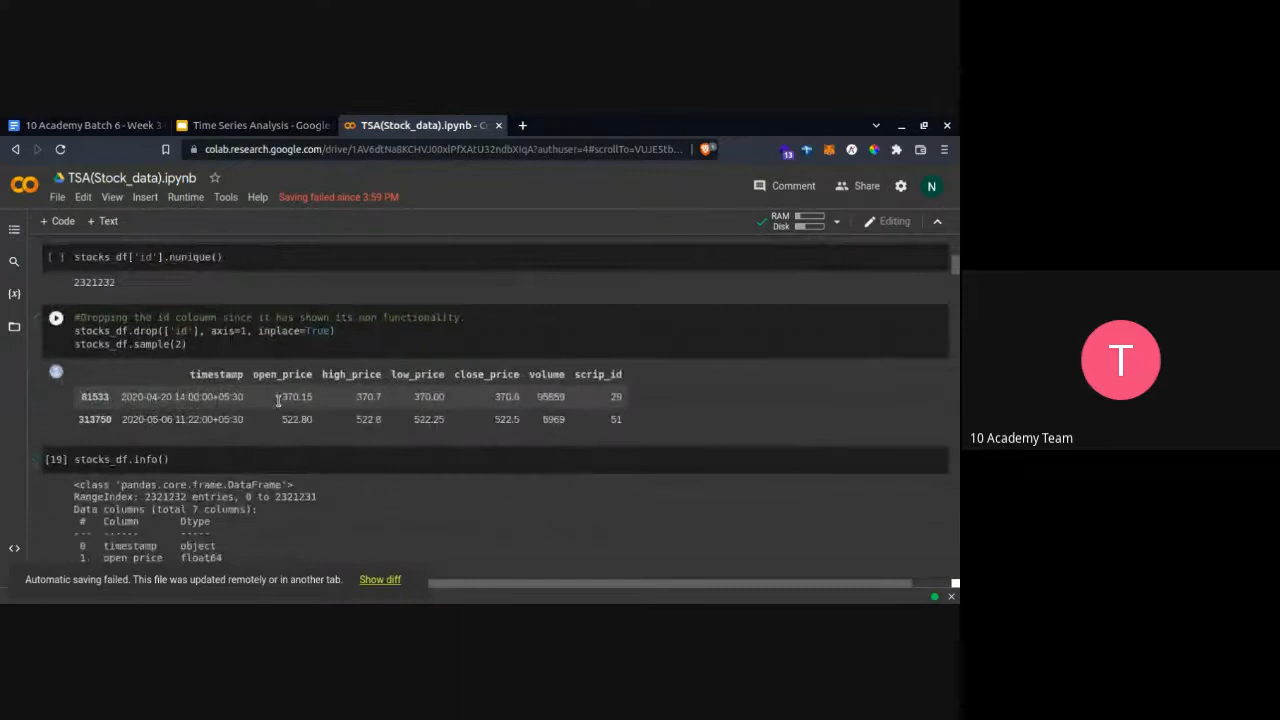 10 Academy Batch 6 - Week 3
Time Series Analysis - Google
TSA(Stock_data).ipynb - C
colab.research.google.com/drive/
13
TSA(Stock_data).ipynb
Comment
Share
N
File Edit View Insert Runtime Tools Help Saving failed since 3:59 PM
+ Code + Text
RAM
Disk
Editing
[ ] stocks_df['id'].nunique()
2321232
#Dropping the id coloumn since it has shown its non functionality.
stocks_df.drop(['id'], axis=1, inplace=True)
stocks_df.sample(2)
timestamp open_price high_price low_price close_price volume scrip_id
81533 2020-04-20 14:00:00+05:30 370.15 370.7 370.00 370.6 95859 29
313750 2020-05-06 11:22:00+05:30 522.80 522.8 522.25 522.5 6969 51
[19] stocks_df.info()
<class 'pandas.core.frame.DataFrame'>
RangeIndex: 2321232 entries, 0 to 2321231
Data columns (total 7 columns):
# Column Dtype
--- ------ -----
0 timestamp object
1 open_price float64
Automatic saving failed. This file was updated remotely or in another tab. Show diff
T
10 Academy Team